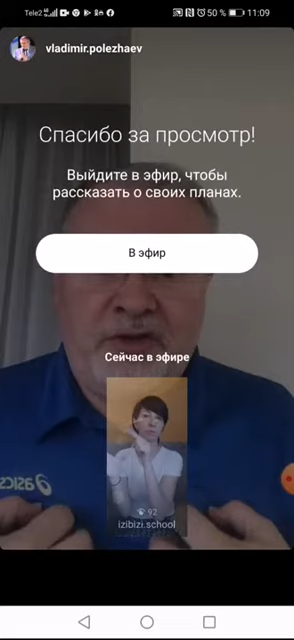 Tele2 4G 50 % 11:09
vladimir.polezhaev
Спасибо за просмотр!
Выйдите в эфир, чтобы
рассказать о своих планах.
В эфир
Сейчас в эфире
asics
92
izibizi.school